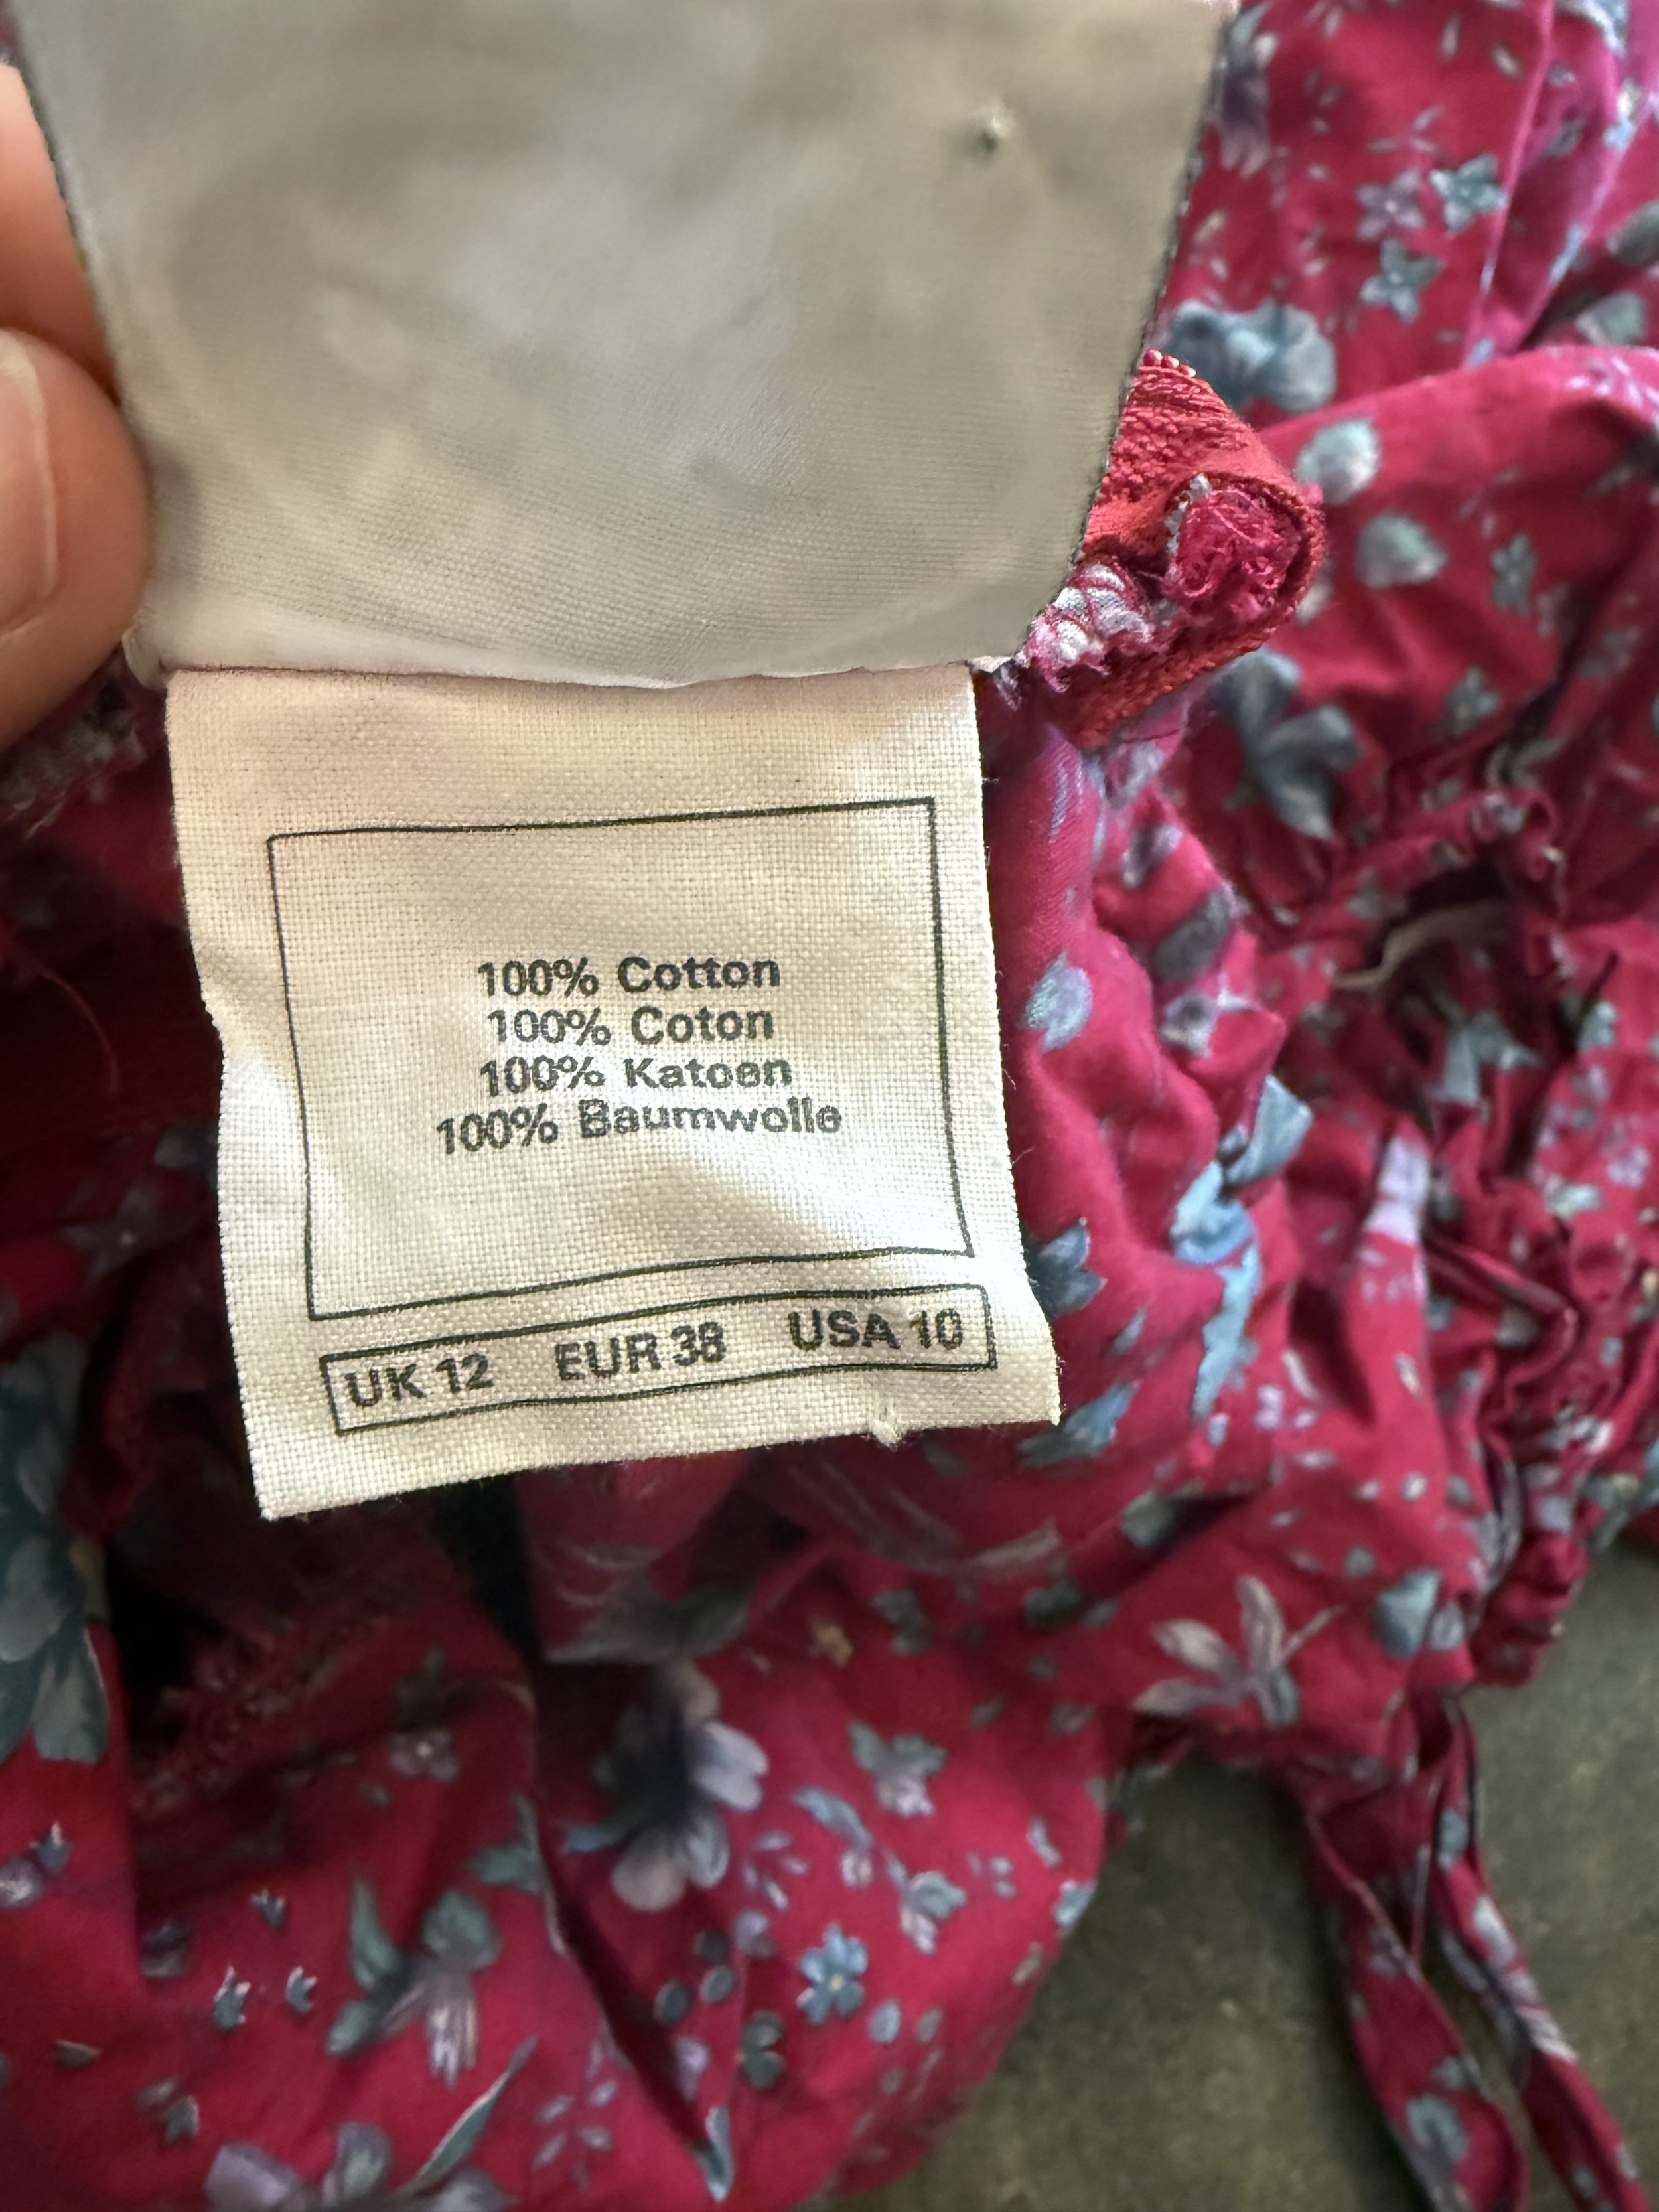 100% Cotton
100% Coton
100% Katoen
100% Baumwolle
UK 12 EUR 38 USA 10